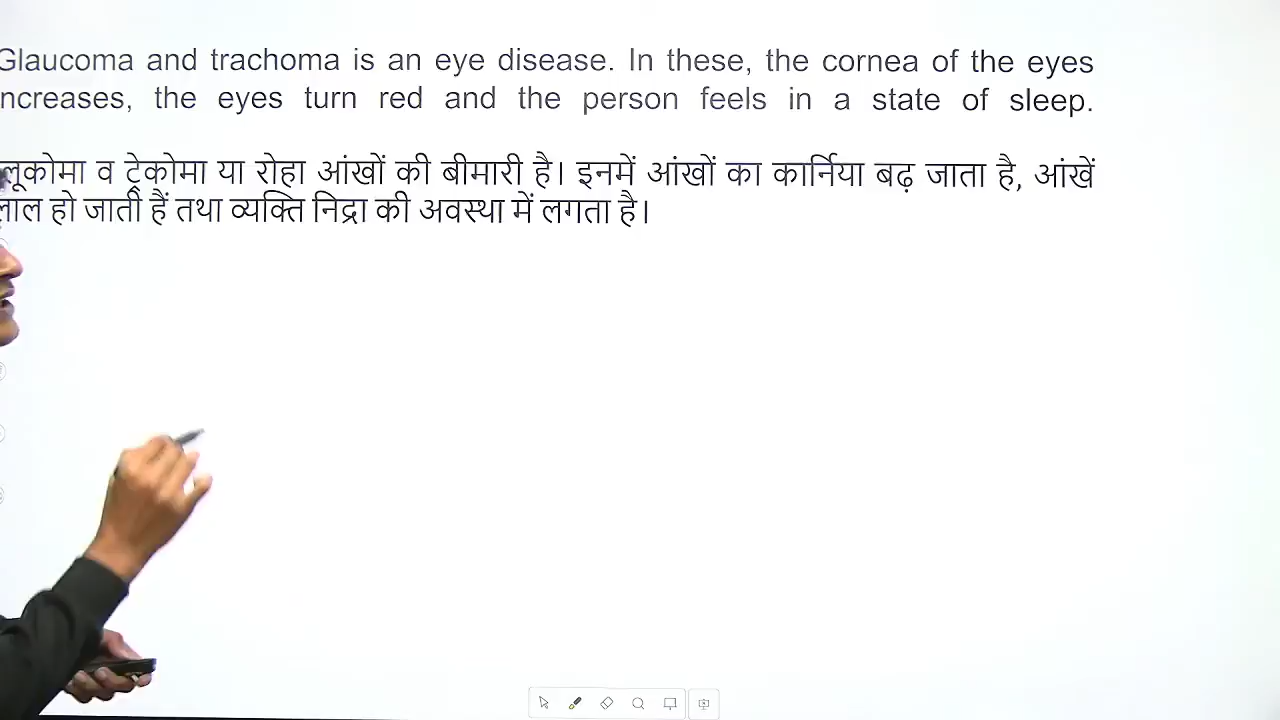 Glaucoma and trachoma is an eye disease. In these, the cornea of the eyes
ncreases, the eyes turn red and the person feels in a state of sleep.
लूकोमा व ट्रेकोमा या रोहा आंखों की बीमारी है। इनमें आंखों का कार्निया बढ़ जाता है, आंखें
लाल हो जाती हैं तथा व्यक्ति निद्रा की अवस्था में लगता है।